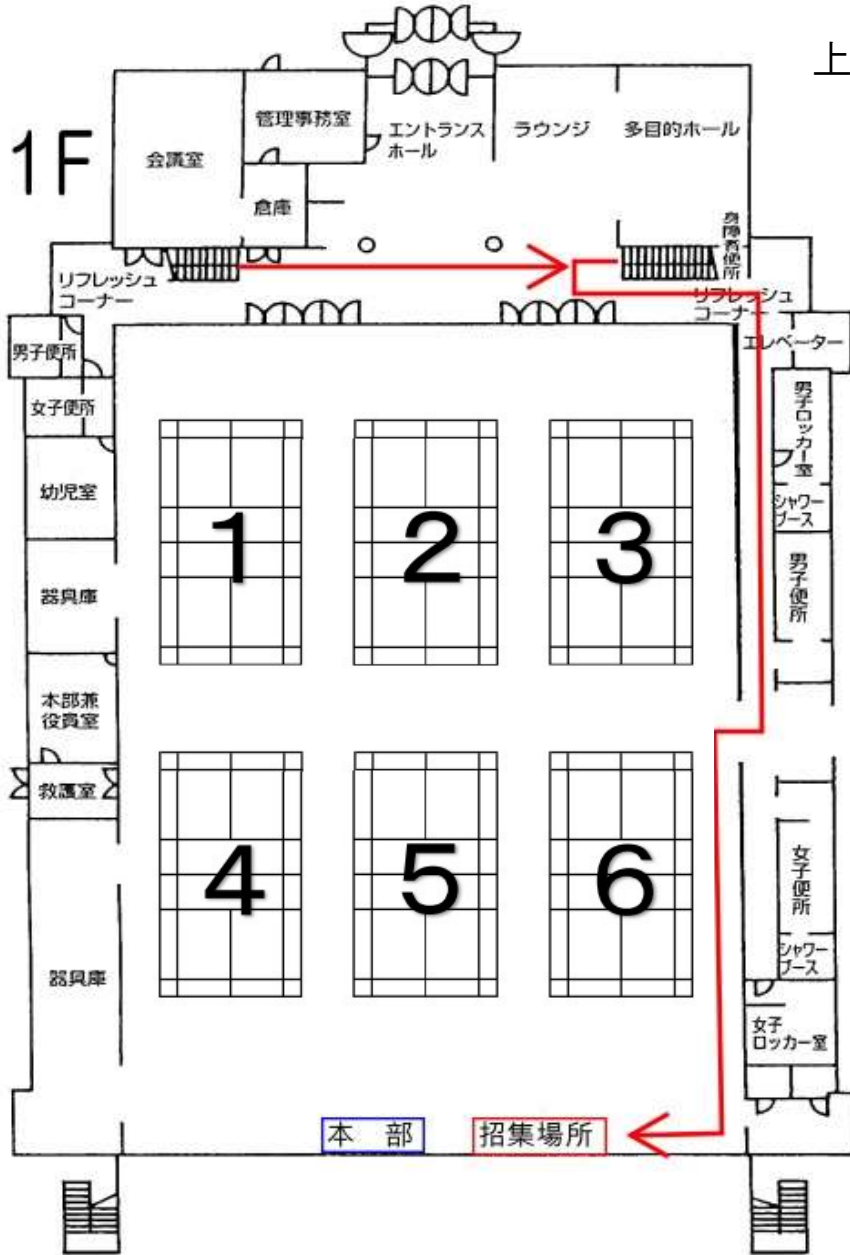 上
1F
会議室
管理事務室
倉庫
エントランス
ホール
ラウンジ
多目的ホール
身障者便所
リフレッシュ
コーナー
リフレッシュ
コーナー
エレベーター
男子便所
女子便所
幼児室
器具庫
本部兼
役員室
救護室
器具庫
男子ロッカー室
シャワー
ブース
男子便所
1
2
3
4
5
6
女子便所
シャワー
ブース
女子
ロッカー室
本　部
招集場所